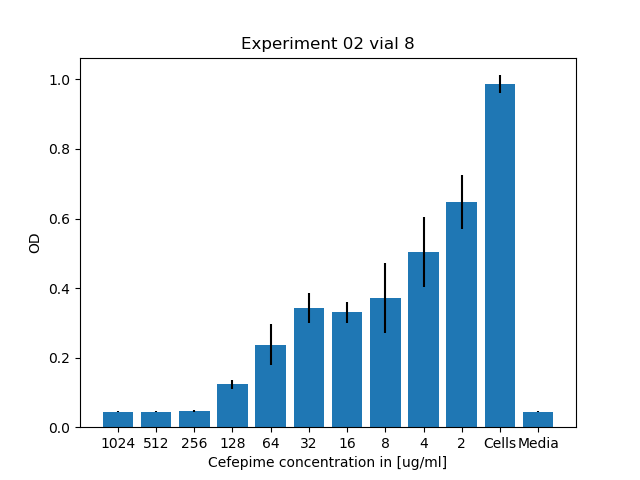 Experiment 02 vial 8
1.0
0.8
0.6
0.4
0.2
0.0
OD
1024 512 256 128 64 32 16 8 4 2 Cells Media
Cefepime concentration in [ug/ml]